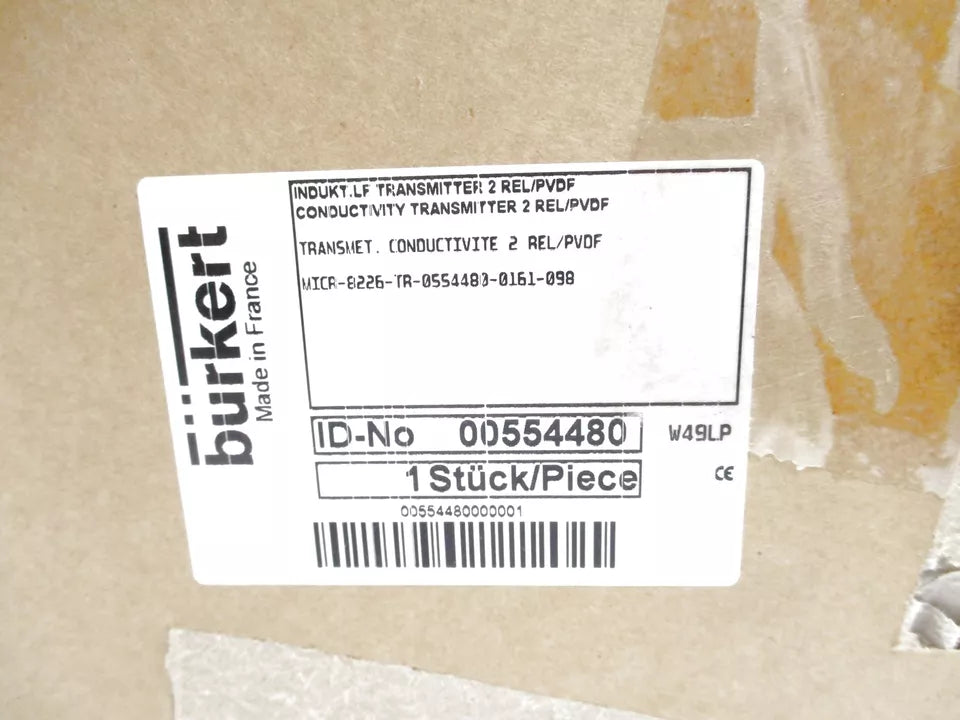 INDUKT.LF TRANSMITTER 2 REL/PVDF
CONDUCTIVITY TRANSMITTER 2 REL/PVDF
TRANSMET. CONDUCTIVITE 2 REL/PVDF
MICR-8226-TR-0554480-0161-098
bürkert
Made in France
ID-No 00554480
W49LP
1 Stück/Piece
CE
00554480000001